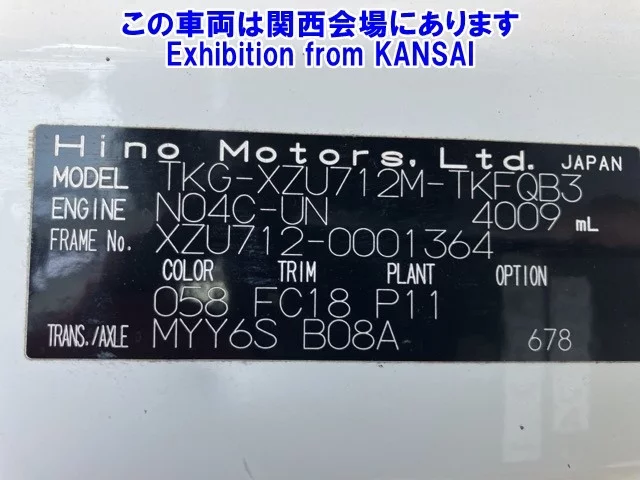 この車両は関西会場にあります
Exhibition from KANSAI
Hino Motors, Ltd. JAPAN
MODEL TKG-XZU712M-TKFQB3
ENGINE N04C-UN 4009 mL
FRAME No. XZU712-0001364
COLOR TRIM PLANT OPTION
058 FC18 P11
TRANS./AXLE MYY6S B08A 678